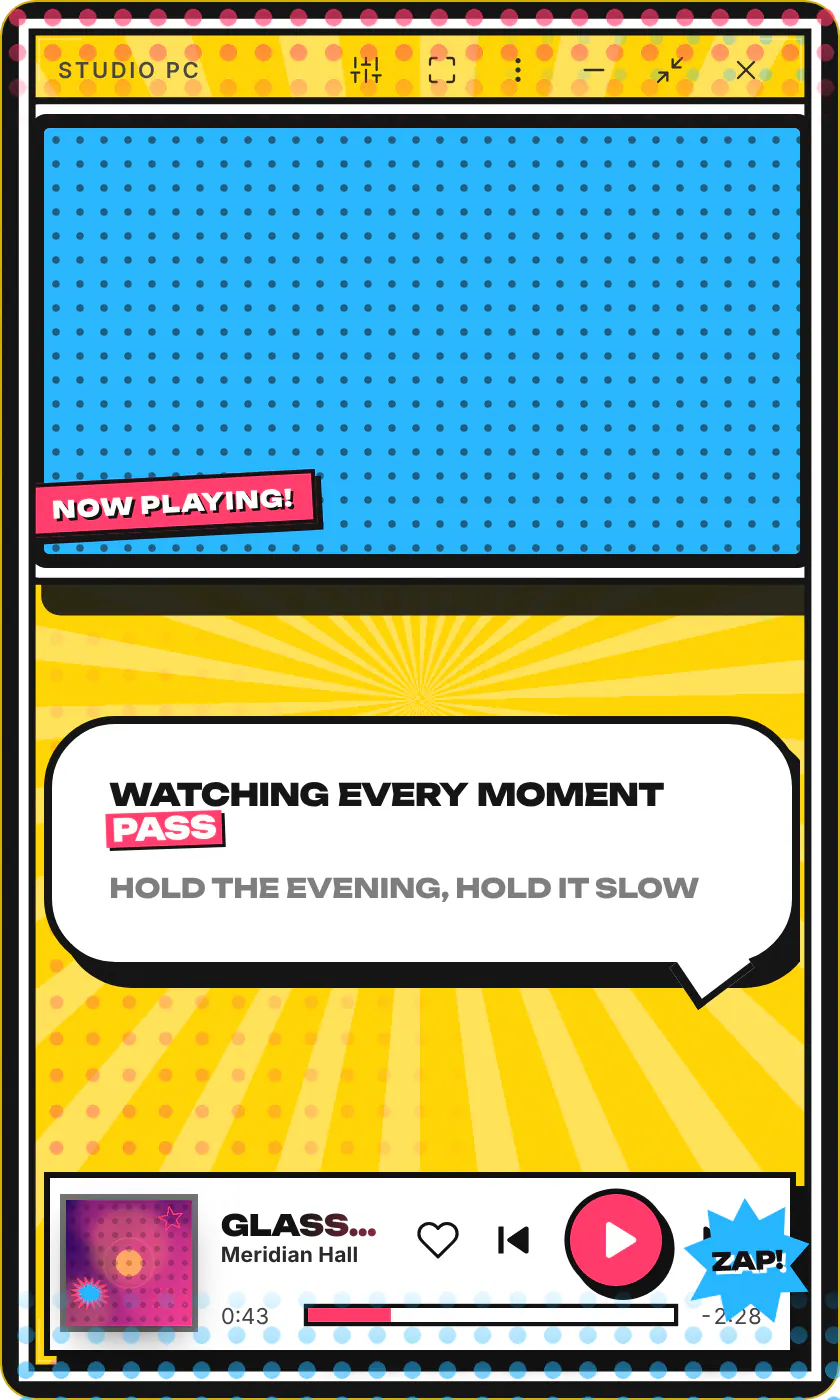 STUDIO PC
NOW PLAYING!
WATCHING EVERY MOMENT
PASS
HOLD THE EVENING, HOLD IT SLOW
GLASS...
Meridian Hall
ZAP!
0:43
-2:28